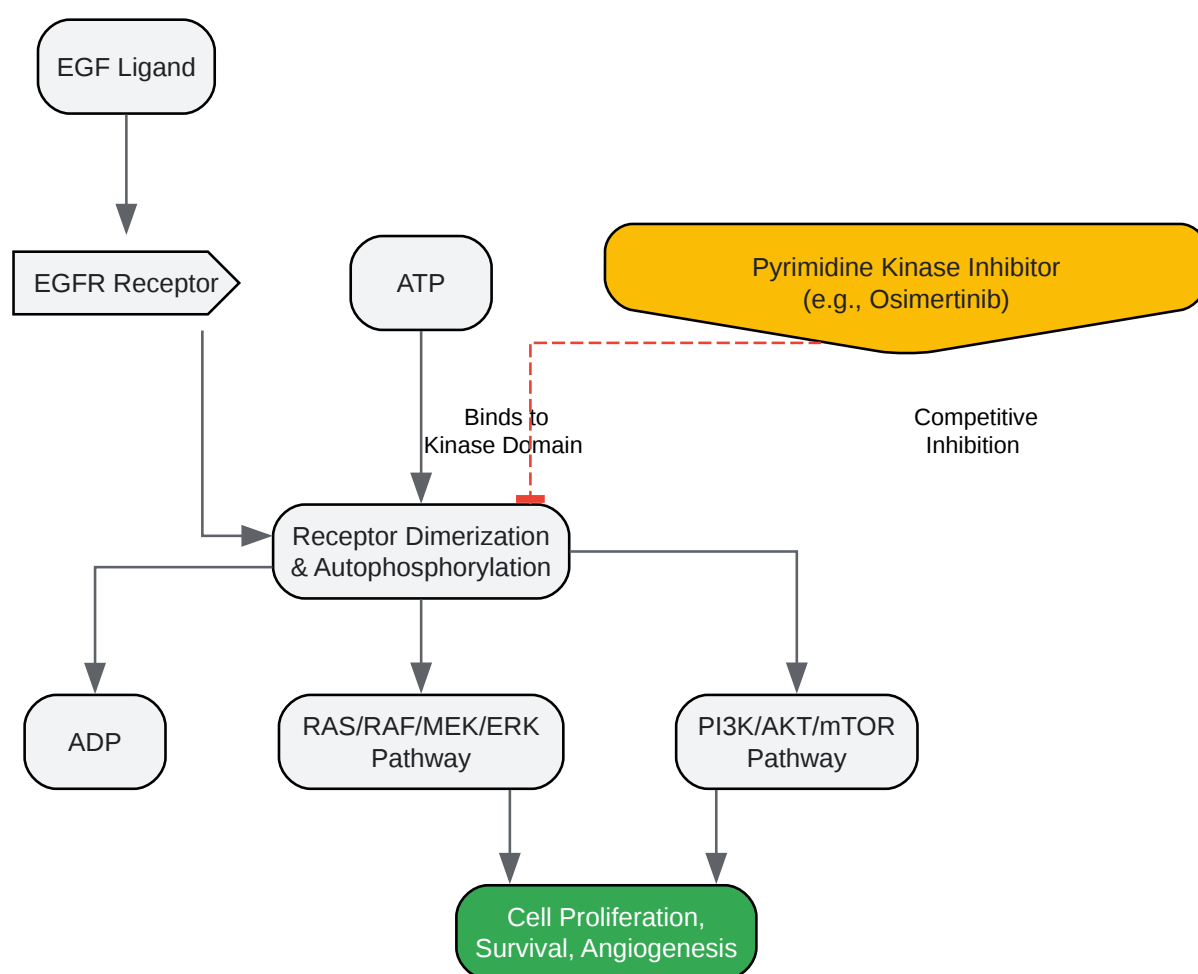 EGF Ligand
EGFR Receptor
ATP
Pyrimidine Kinase Inhibitor
(e.g., Osimertinib)
Binds to
Kinase Domain
Competitive
Inhibition
Receptor Dimerization
& Autophosphorylation
ADP
RAS/RAF/MEK/ERK
Pathway
PI3K/AKT/mTOR
Pathway
Cell Proliferation,
Survival, Angiogenesis